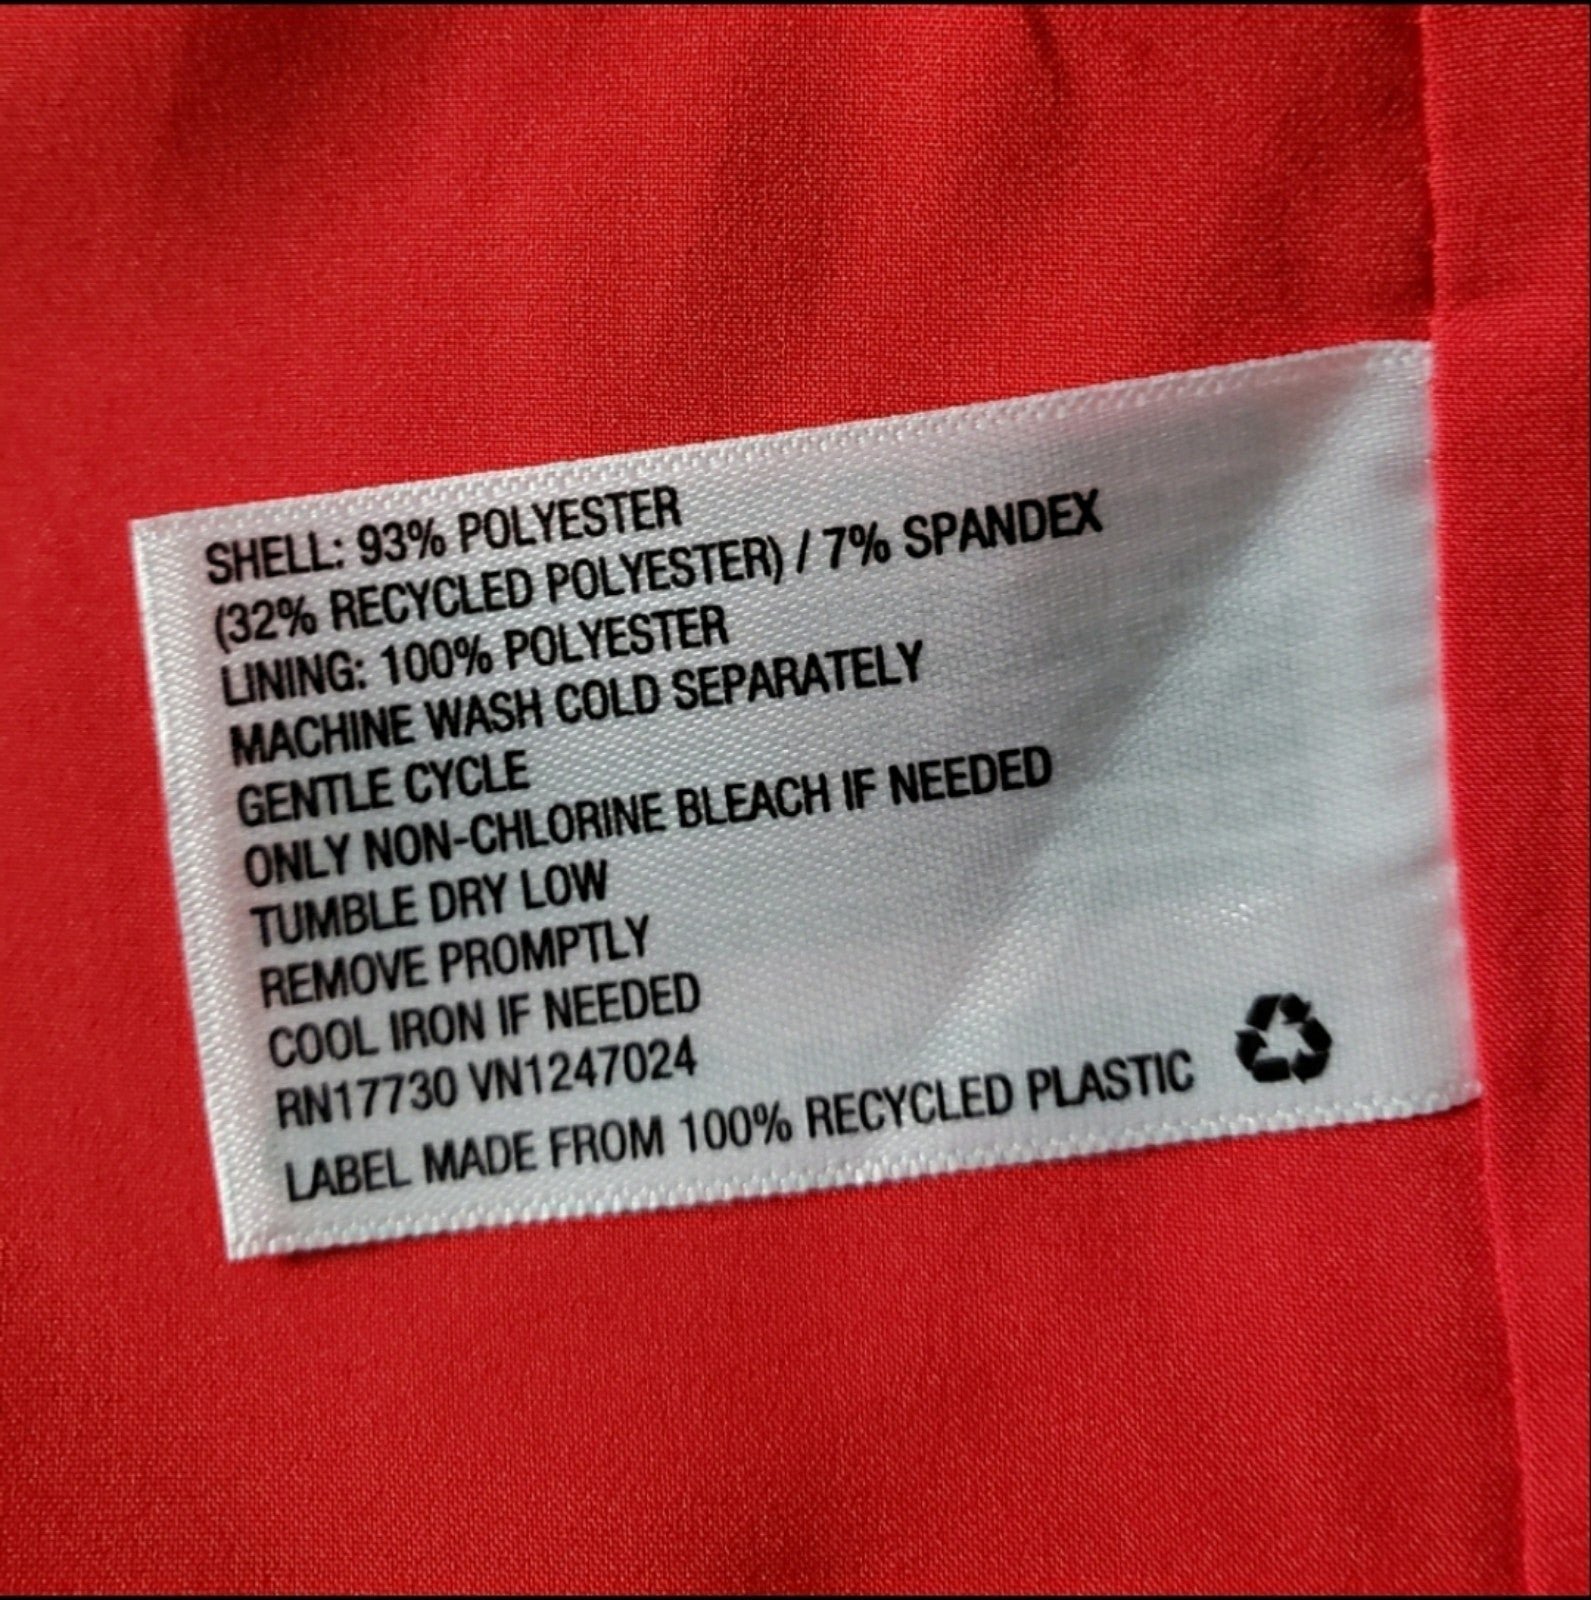 SHELL: 93% POLYESTER
(32% RECYCLED POLYESTER) / 7% SPANDEX
LINING: 100% POLYESTER
MACHINE WASH COLD SEPARATELY
GENTLE CYCLE
ONLY NON-CHLORINE BLEACH IF NEEDED
TUMBLE DRY LOW
REMOVE PROMPTLY
COOL IRON IF NEEDED
RN17730 VN1247024
LABEL MADE FROM 100% RECYCLED PLASTIC